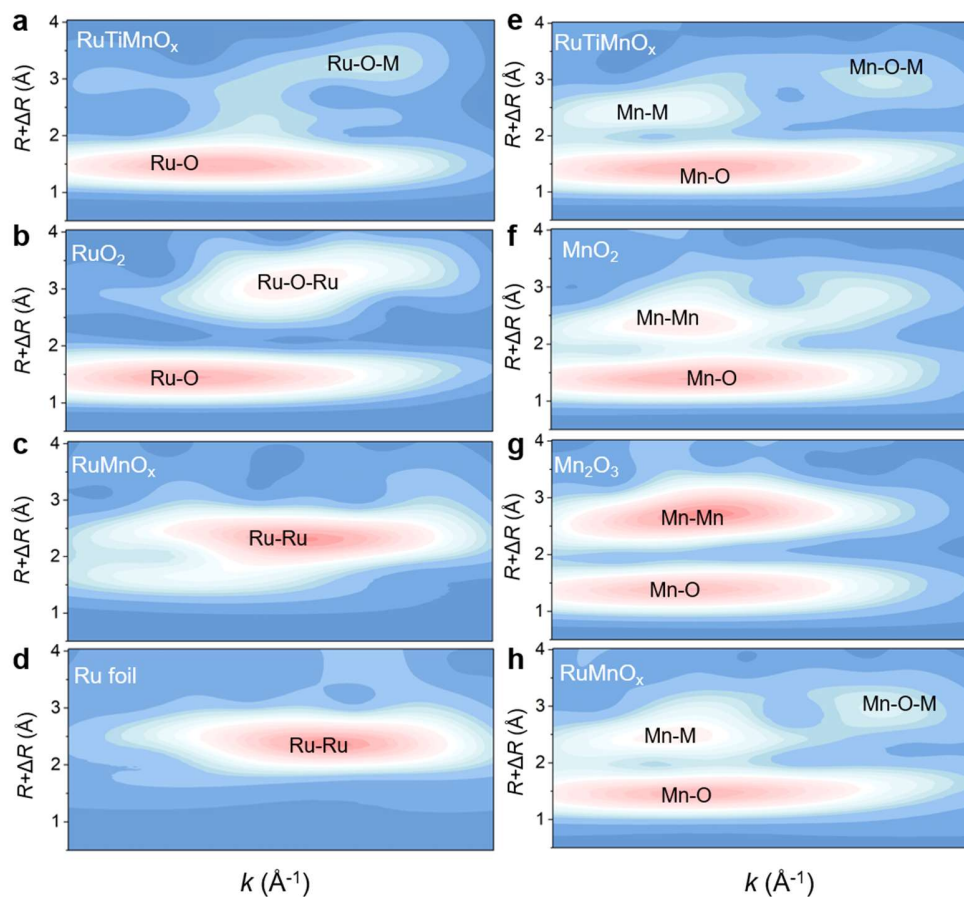 a
RuTiMnOₓ
Ru-O-M
Ru-O
R+ΔR (Å)
4
3
2
1
b
RuO₂
Ru-O-Ru
Ru-O
R+ΔR (Å)
4
3
2
1
c
RuMnOₓ
Ru-Ru
R+ΔR (Å)
4
3
2
1
d
Ru foil
Ru-Ru
R+ΔR (Å)
4
3
2
1
k (Å⁻¹)
e
RuTiMnOₓ
Mn-O-M
Mn-M
Mn-O
R+ΔR (Å)
4
3
2
1
f
MnO₂
Mn-Mn
Mn-O
R+ΔR (Å)
4
3
2
1
g
Mn₂O₃
Mn-Mn
Mn-O
R+ΔR (Å)
4
3
2
1
h
RuMnOₓ
Mn-O-M
Mn-M
Mn-O
R+ΔR (Å)
4
3
2
1
k (Å⁻¹)